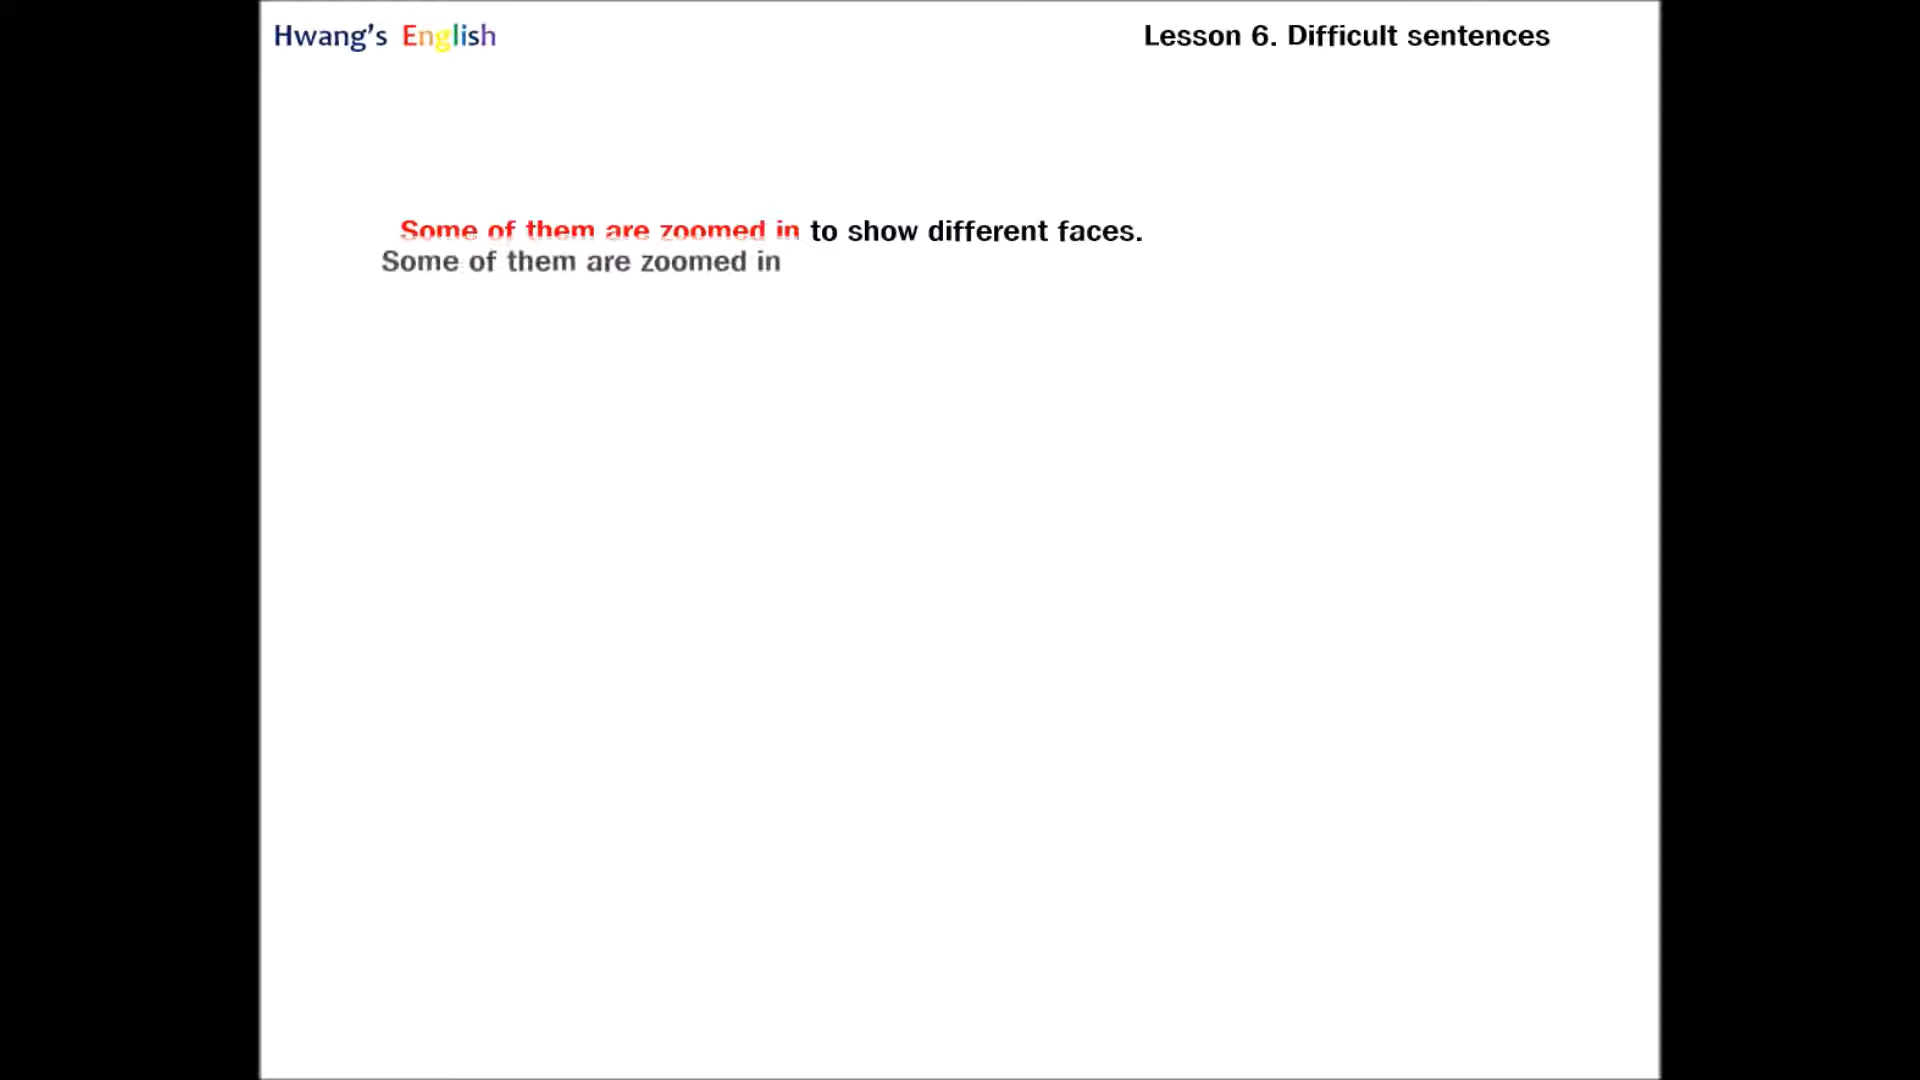 Hwang's English
Lesson 6. Difficult sentences
Some of them are zoomed in to show different faces.
Some of them are zoomed in